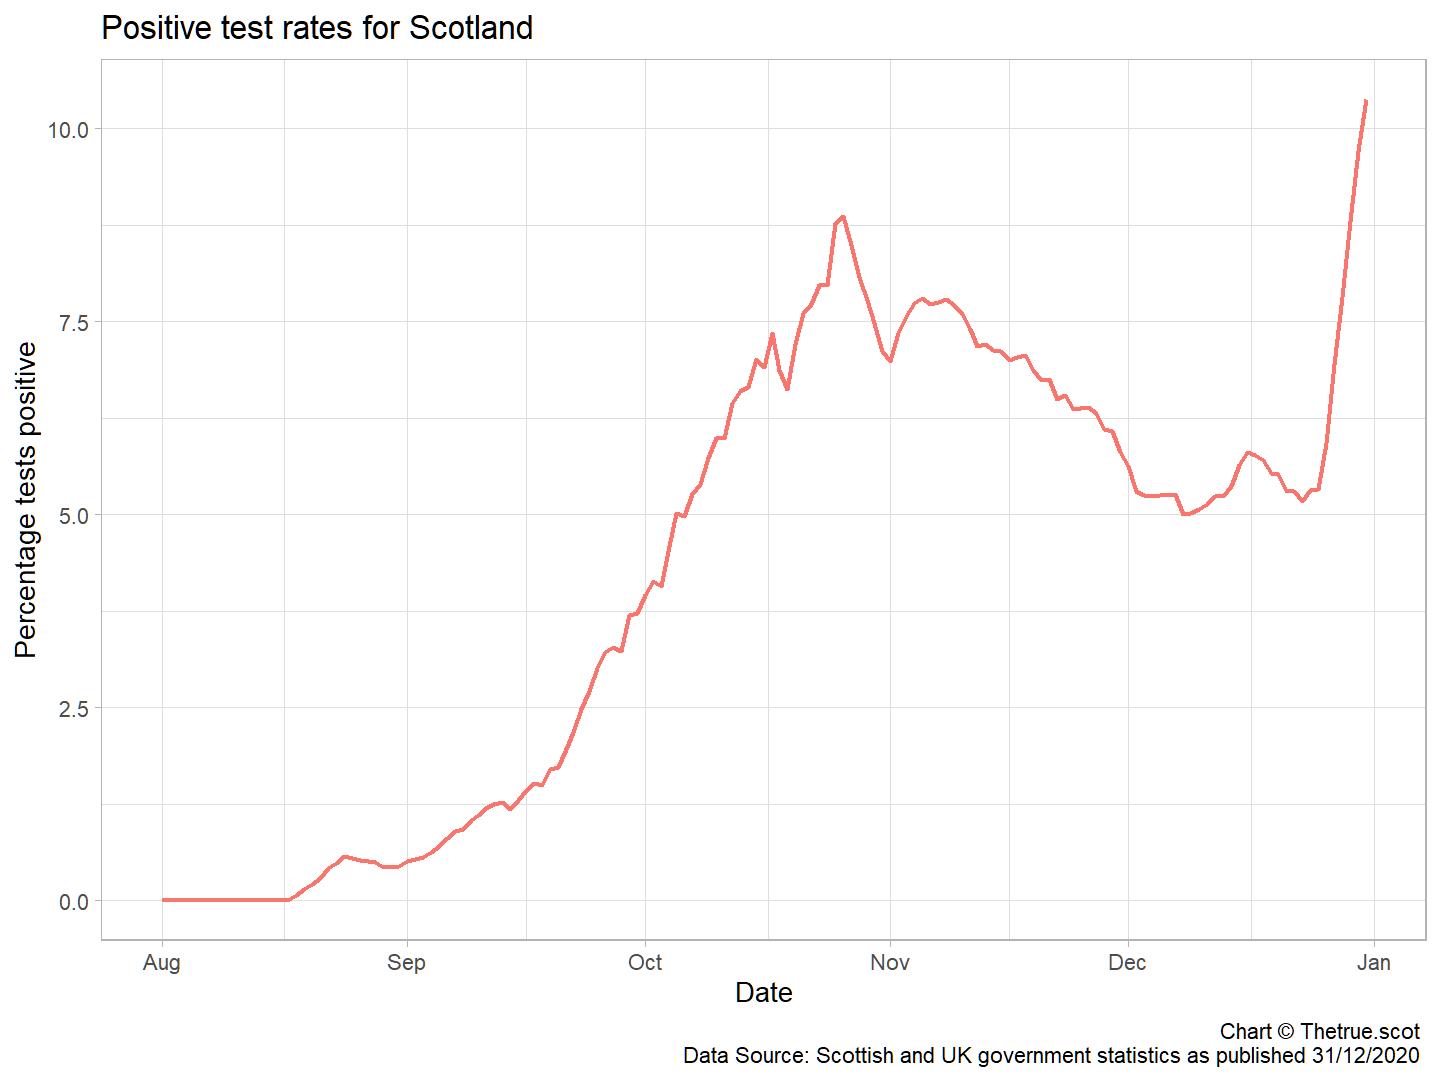 Positive test rates for Scotland
10.0
7.5
5.0
2.5
0.0
Percentage tests positive
Aug Sep Oct Nov Dec Jan
Date
Chart © Thetrue.scot
Data Source: Scottish and UK government statistics as published 31/12/2020